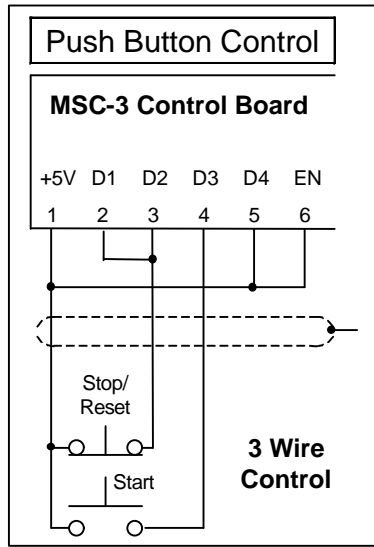 Push Button Control
MSC-3 Control Board
+5V D1 D2 D3 D4 EN
1 2 3 4 5 6
Stop/
Reset
Start
3 Wire
Control